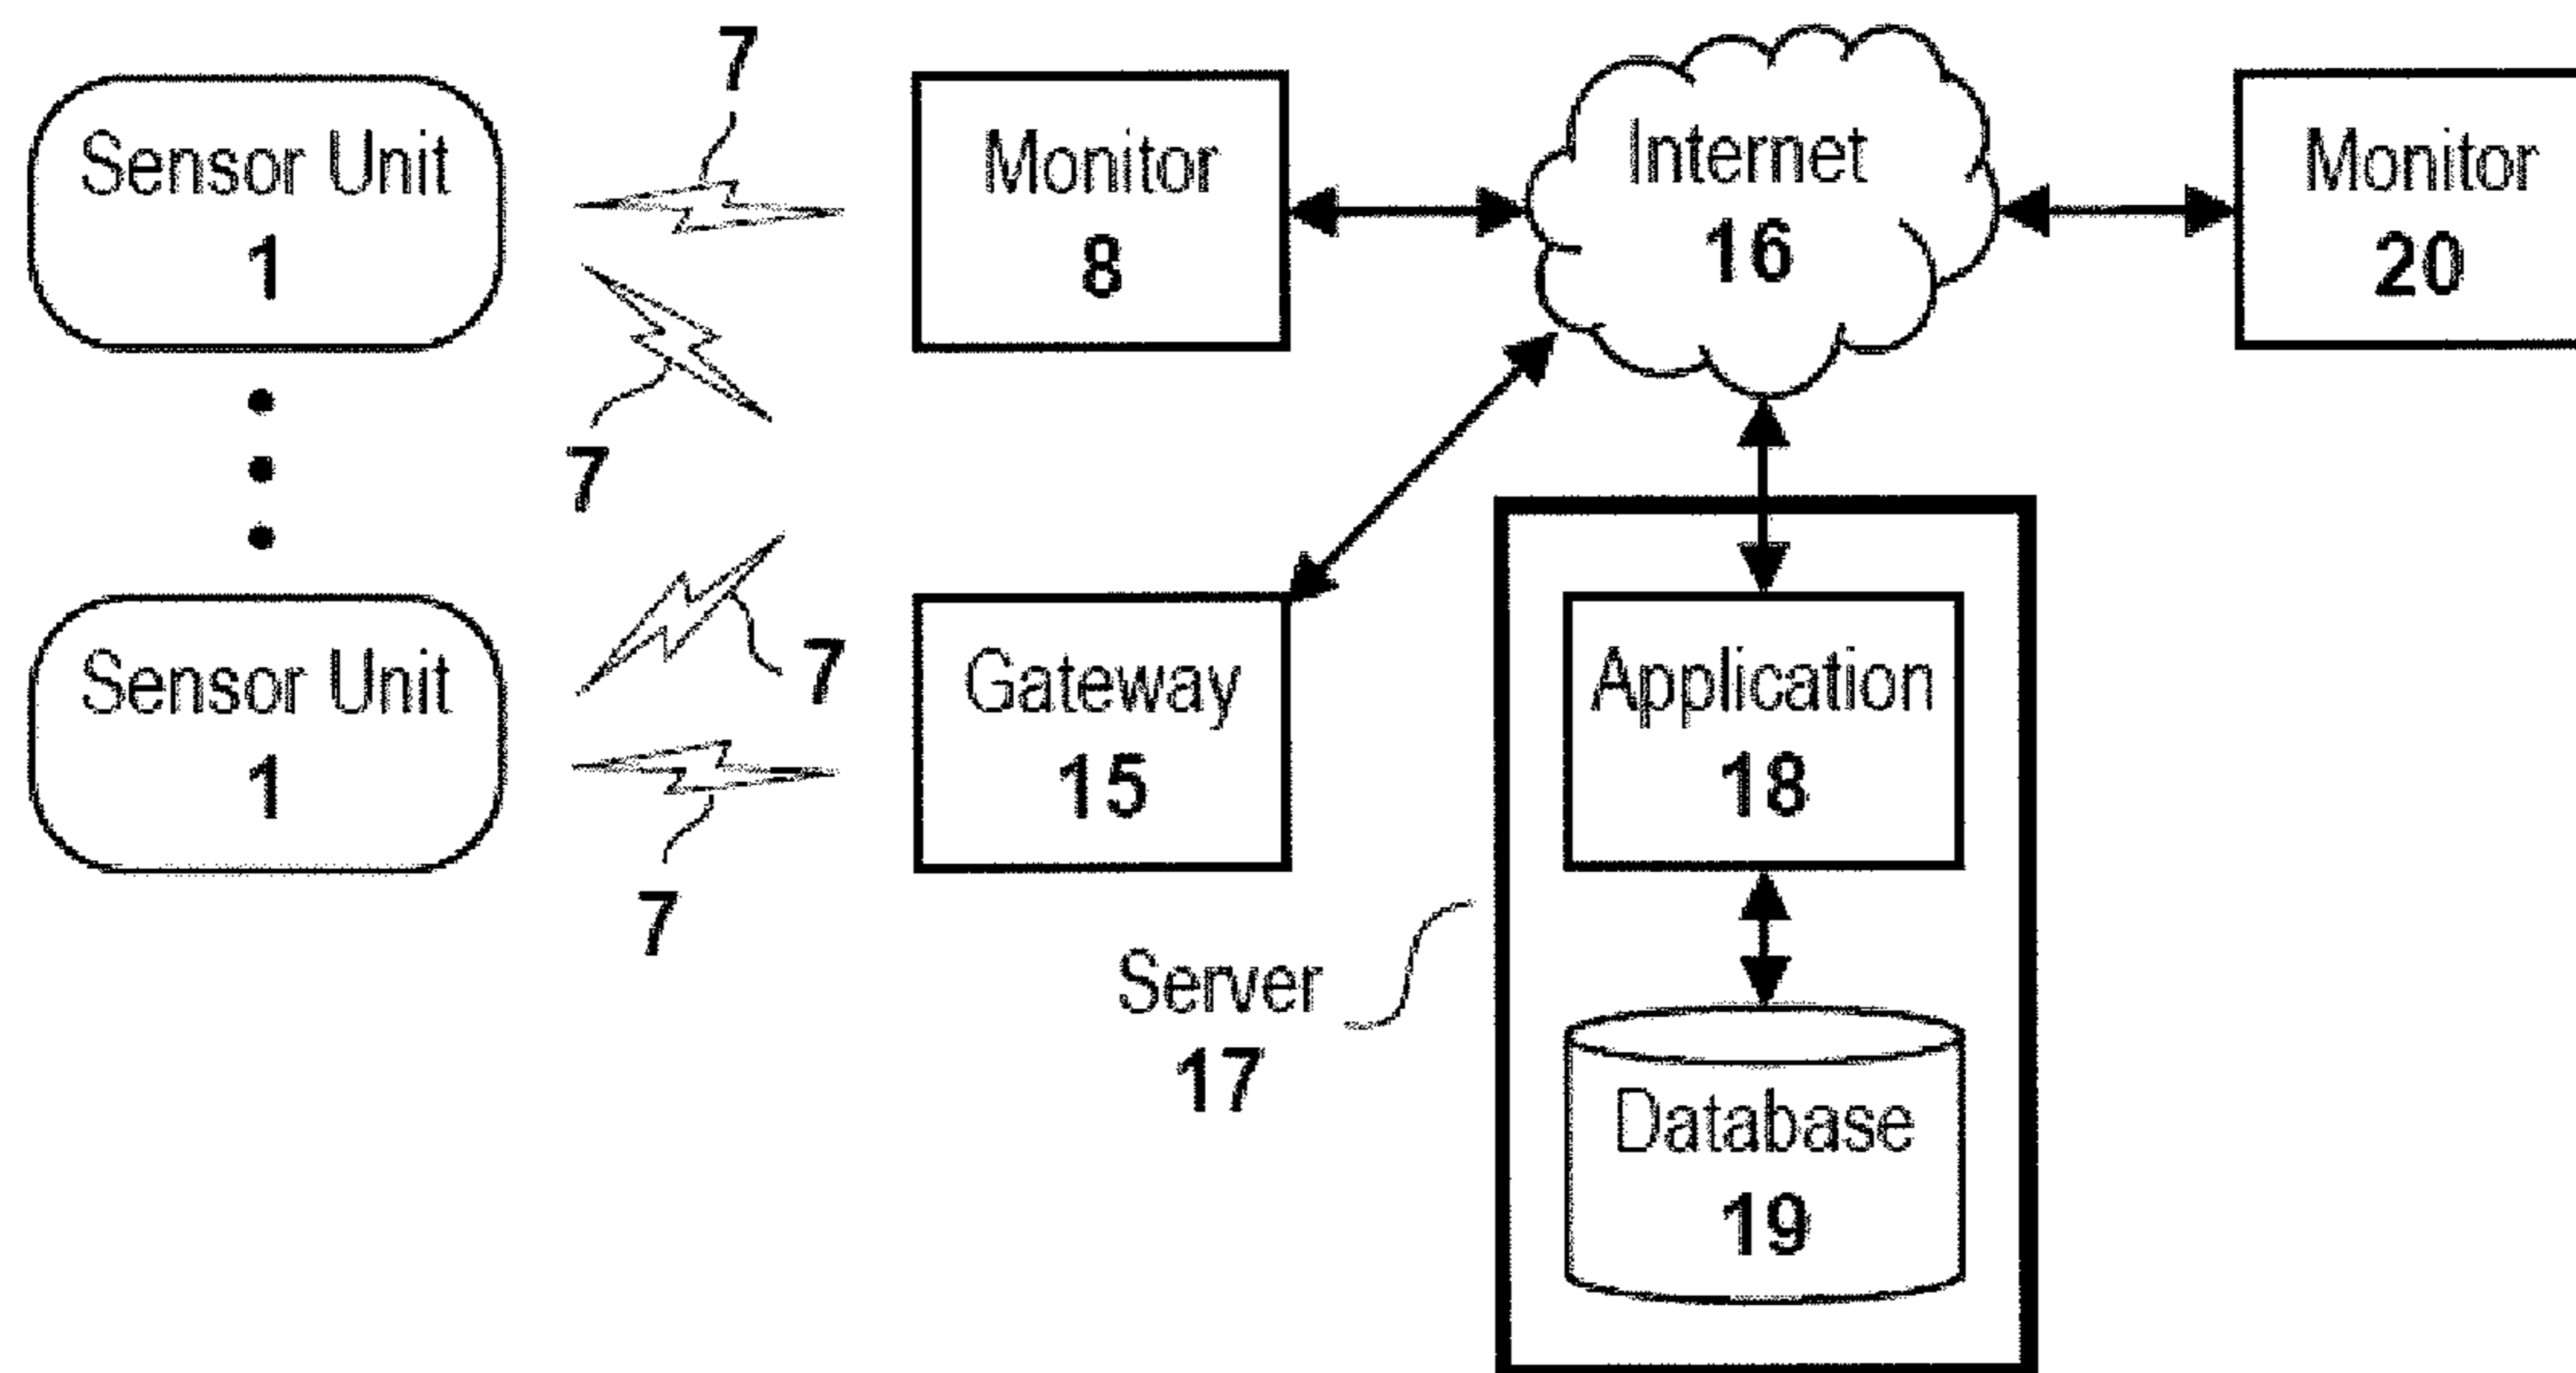 7
Sensor Unit
1
Monitor
8
Internet
16
Monitor
20
7
Sensor Unit
1
7
7
Gateway
15
Application
18
Server
17
Database
19